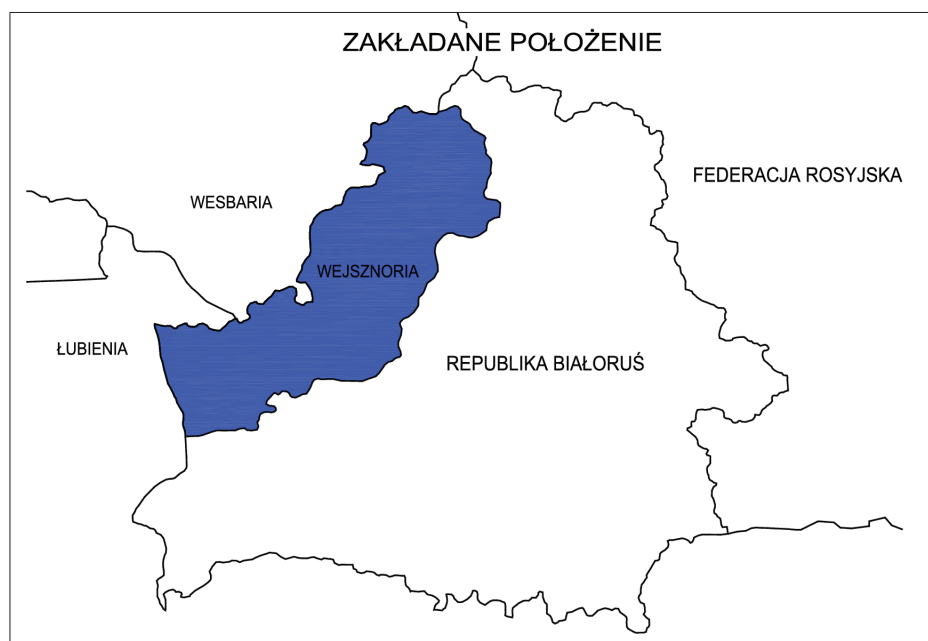 ZAKŁADANE POŁOŻENIE
FEDERACJA ROSYJSKA
WESBARIA
WEJSZNORIA
ŁUBIENIA
REPUBLIKA BIAŁORUŚ